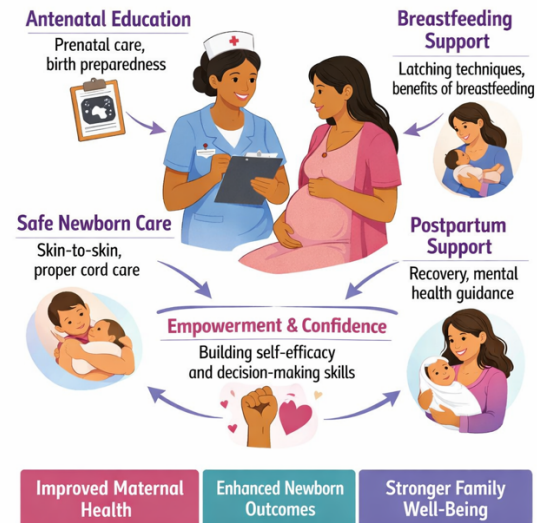 Antenatal Education
Prenatal care,
birth preparedness
Breastfeeding
Support
Latching techniques,
benefits of breastfeeding
Safe Newborn Care
Skin-to-skin,
proper cord care
Postpartum
Support
Recovery, mental
health guidance
Empowerment & Confidence
Building self-efficacy
and decision-making skills
Improved Maternal
Health
Enhanced Newborn
Outcomes
Stronger Family
Well-Being